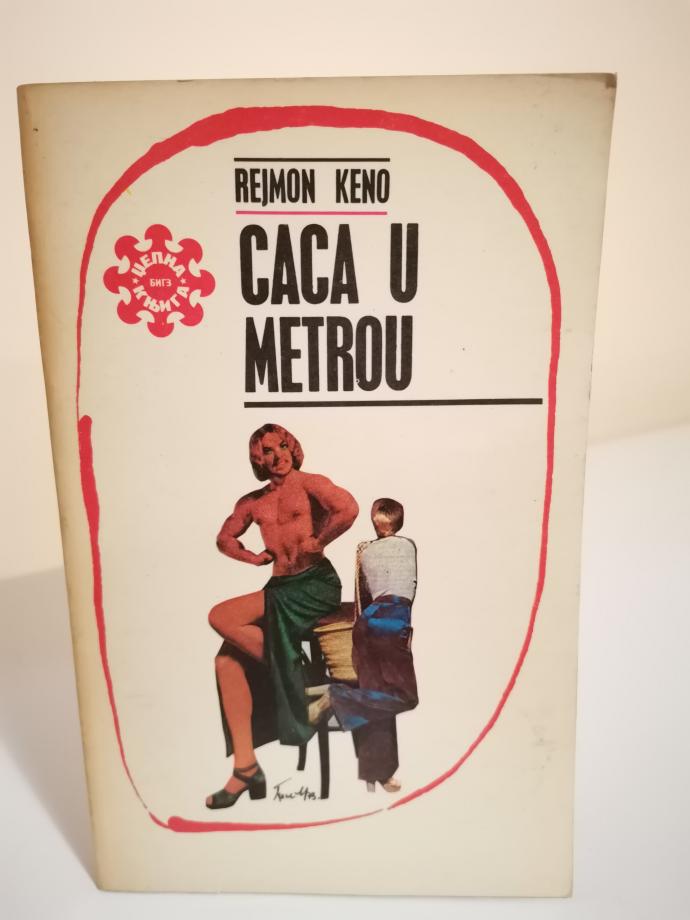 REJMON KENO
CACA U
METROU
ЏЕПНА
БИГЗ
КЊИГА